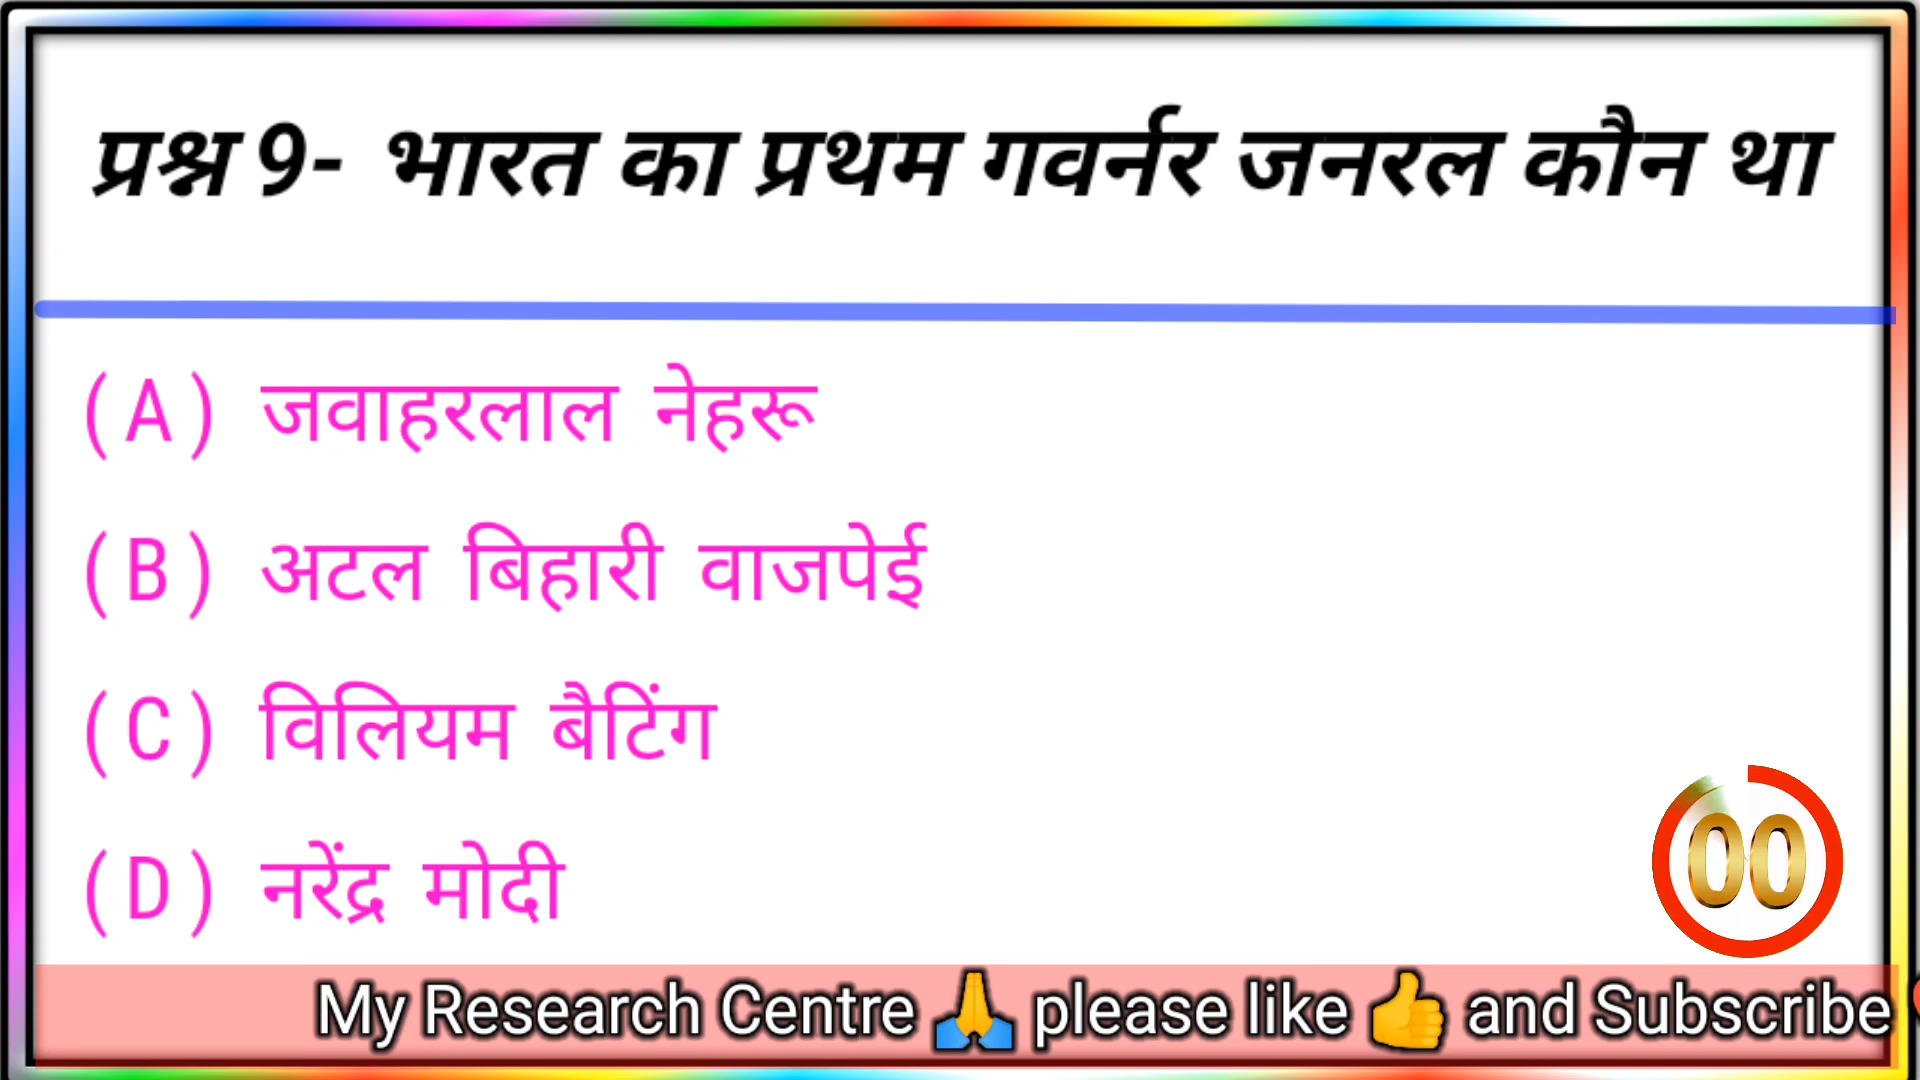 प्रश्न 9- भारत का प्रथम गवर्नर जनरल कौन था
(A) जवाहरलाल नेहरू
(B) अटल बिहारी वाजपेई
(C) विलियम बैटिंग
(D) नरेंद्र मोदी
00
My Research Centre 🙏 please like 👍 and Subscribe